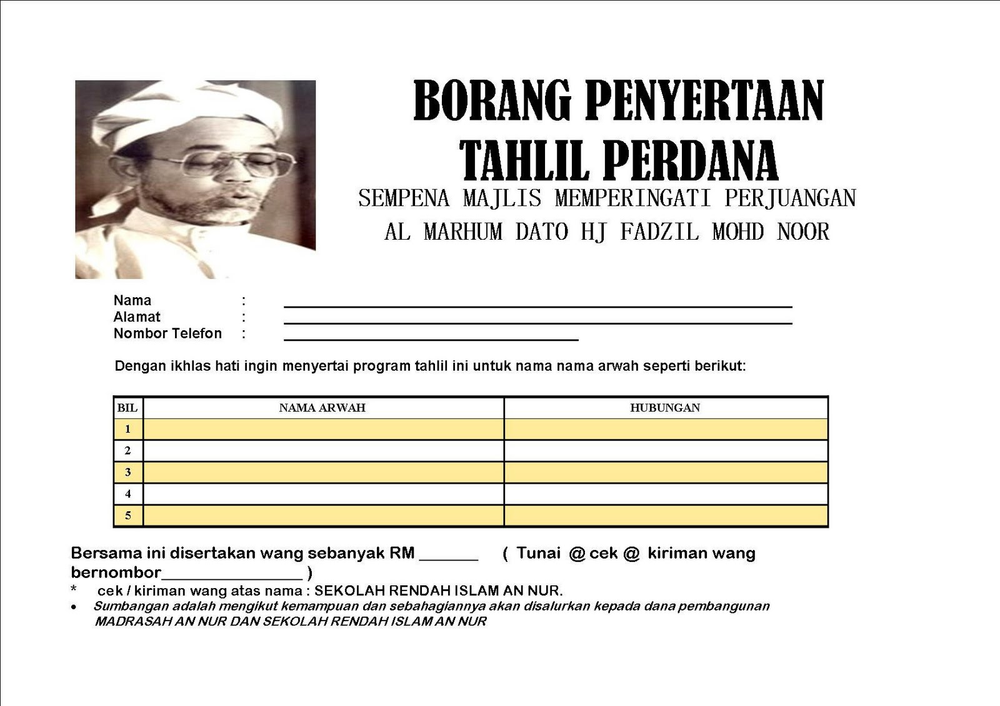 BORANG PENYERTAAN
TAHLIL PERDANA
SEMPENA MAJLIS MEMPERINGATI PERJUANGAN
AL MARHUM DATO HJ FADZIL MOHD NOOR
Nama : ____________________
Alamat : ____________________
Nombor Telefon : ____________________
Dengan ikhlas hati ingin menyertai program tahlil ini untuk nama nama arwah seperti berikut:
BIL NAMA ARWAH HUBUNGAN
1
2
3
4
5
Bersama ini disertakan wang sebanyak RM _______ ( Tunai @ cek @ kiriman wang
bernombor_________________ )
* cek / kiriman wang atas nama : SEKOLAH RENDAH ISLAM AN NUR.
• Sumbangan adalah mengikut kemampuan dan sebahagiannya akan disalurkan kepada dana pembangunan
MADRASAH AN NUR DAN SEKOLAH RENDAH ISLAM AN NUR